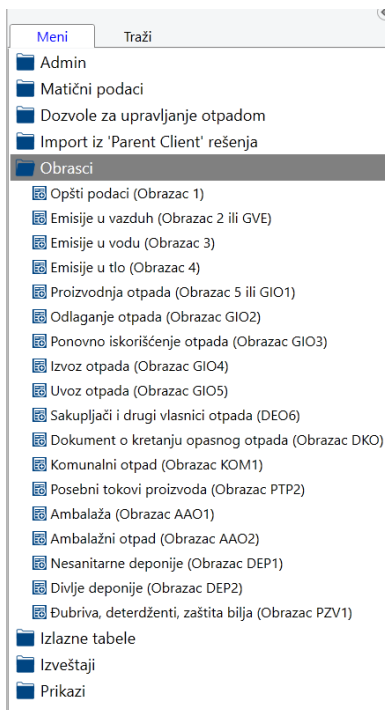 Meni Traži
Admin
Matični podaci
Dozvole za upravljanje otpadom
Import iz 'Parent Client' rešenja
Obrasci
Opšti podaci (Obrazac 1)
Emisije u vazduh (Obrazac 2 ili GVE)
Emisije u vodu (Obrazac 3)
Emisije u tlo (Obrazac 4)
Proizvodnja otpada (Obrazac 5 ili GIO1)
Odlaganje otpada (Obrazac GIO2)
Ponovno iskorišćenje otpada (Obrazac GIO3)
Izvoz otpada (Obrazac GIO4)
Uvoz otpada (Obrazac GIO5)
Sakupljači i drugi vlasnici otpada (DEO6)
Dokument o kretanju opasnog otpada (Obrazac DKO)
Komunalni otpad (Obrazac KOM1)
Posebni tokovi proizvoda (Obrazac PTP2)
Ambalaža (Obrazac AAO1)
Ambalažni otpad (Obrazac AAO2)
Nesanitarne deponije (Obrazac DEP1)
Divlje deponije (Obrazac DEP2)
Đubriva, deterdženti, zaštita bilja (Obrazac PZV1)
Izlazne tabele
Izveštaji
Prikazi